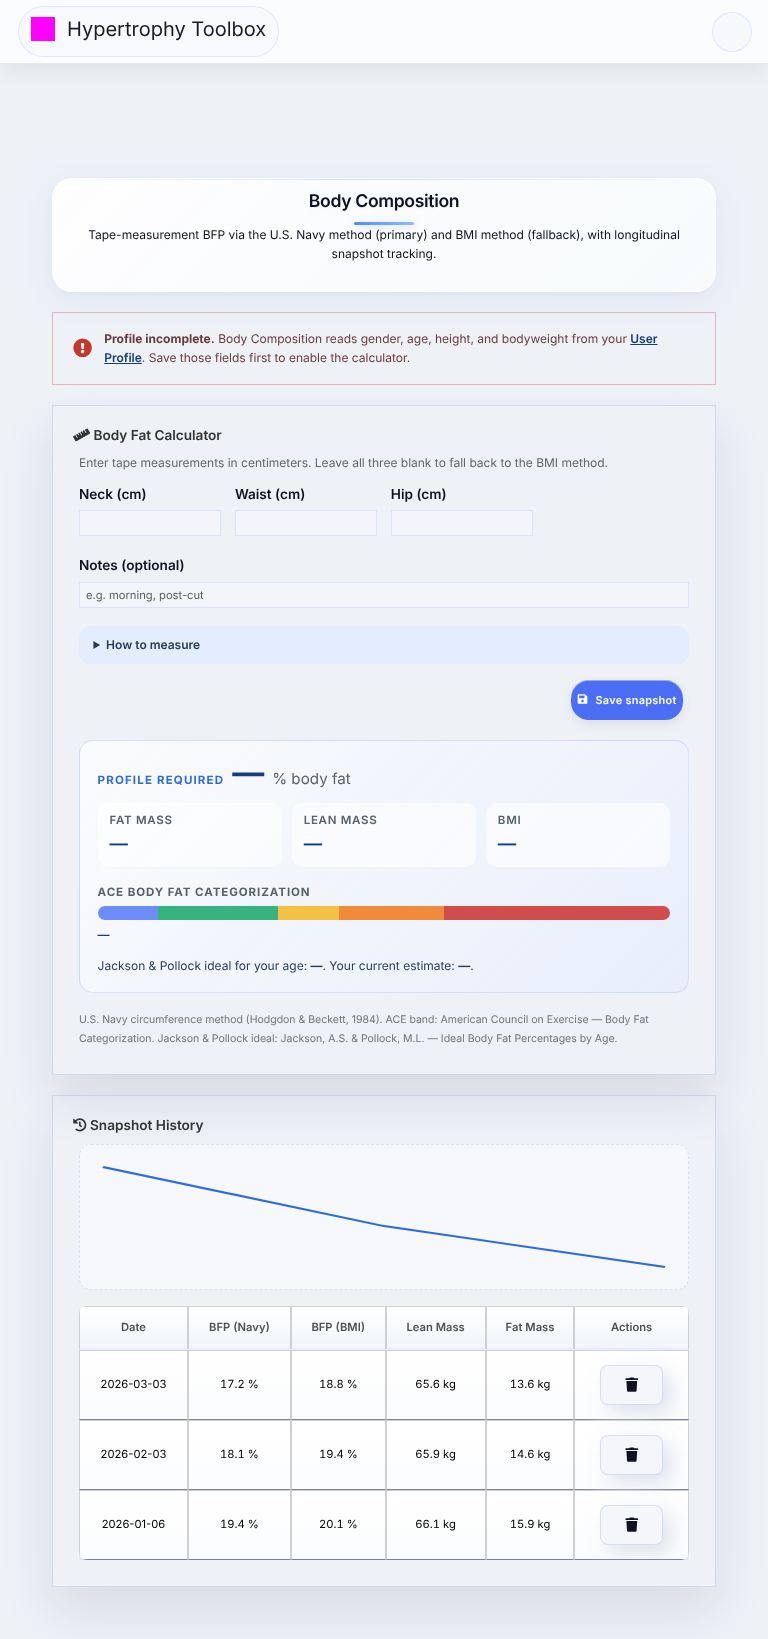 Hypertrophy Toolbox
Body Composition
Tape-measurement BFP via the U.S. Navy method (primary) and BMI method (fallback), with longitudinal
snapshot tracking.
Profile incomplete. Body Composition reads gender, age, height, and bodyweight from your User
Profile. Save those fields first to enable the calculator.
Body Fat Calculator
Enter tape measurements in centimeters. Leave all three blank to fall back to the BMI method.
Neck (cm) Waist (cm) Hip (cm)
Notes (optional)
e.g. morning, post-cut
How to measure
Save snapshot
PROFILE REQUIRED — % body fat
FAT MASS LEAN MASS BMI
— — —
ACE BODY FAT CATEGORIZATION
—
Jackson & Pollock ideal for your age: —. Your current estimate: —.
U.S. Navy circumference method (Hodgdon & Beckett, 1984). ACE band: American Council on Exercise — Body Fat
Categorization. Jackson & Pollock ideal: Jackson, A.S. & Pollock, M.L. — Ideal Body Fat Percentages by Age.
Snapshot History
Date BFP (Navy) BFP (BMI) Lean Mass Fat Mass Actions
2026-03-03 17.2 % 18.8 % 65.6 kg 13.6 kg
2026-02-03 18.1 % 19.4 % 65.9 kg 14.6 kg
2026-01-06 19.4 % 20.1 % 66.1 kg 15.9 kg